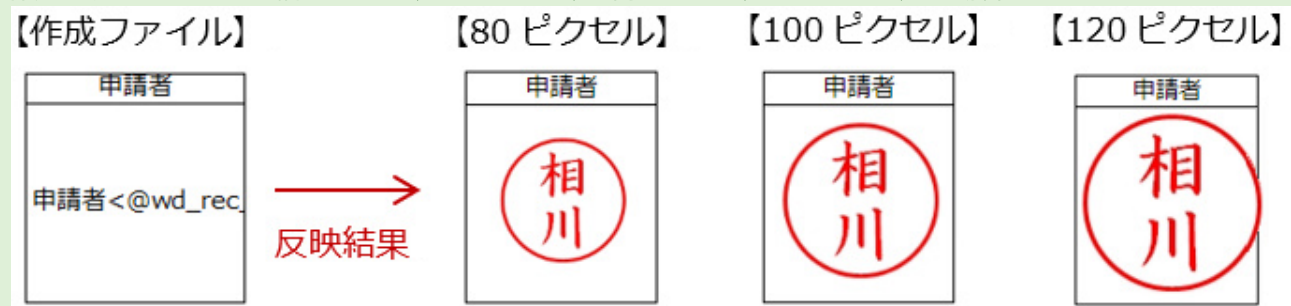 【作成ファイル】
【80 ピクセル】
【100 ピクセル】
【120 ピクセル】
申請者
申請者<@wd_rec_
反映結果
申請者
相川
申請者
相川
申請者
相川